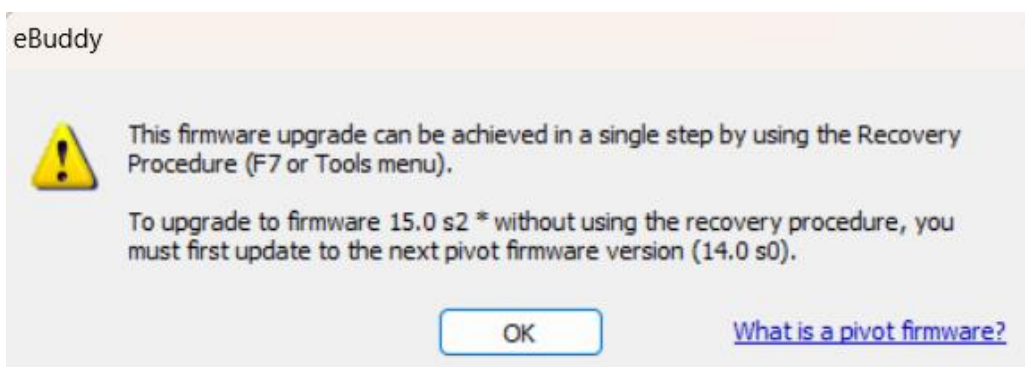 eBuddy
This firmware upgrade can be achieved in a single step by using the Recovery
Procedure (F7 or Tools menu).
To upgrade to firmware 15.0 s2 * without using the recovery procedure, you
must first update to the next pivot firmware version (14.0 s0).
OK
What is a pivot firmware?